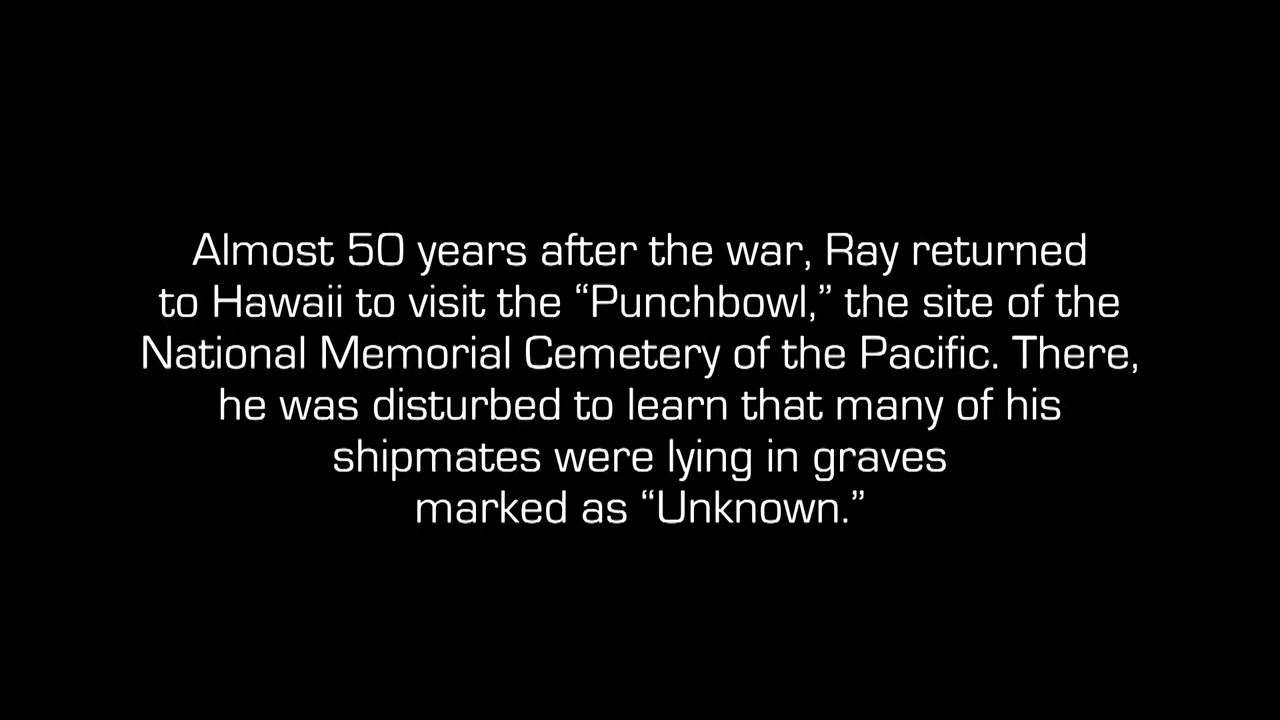 Almost 50 years after the war, Ray returned
to Hawaii to visit the “Punchbowl,” the site of the
National Memorial Cemetery of the Pacific. There,
he was disturbed to learn that many of his
shipmates were lying in graves
marked as “Unknown.”